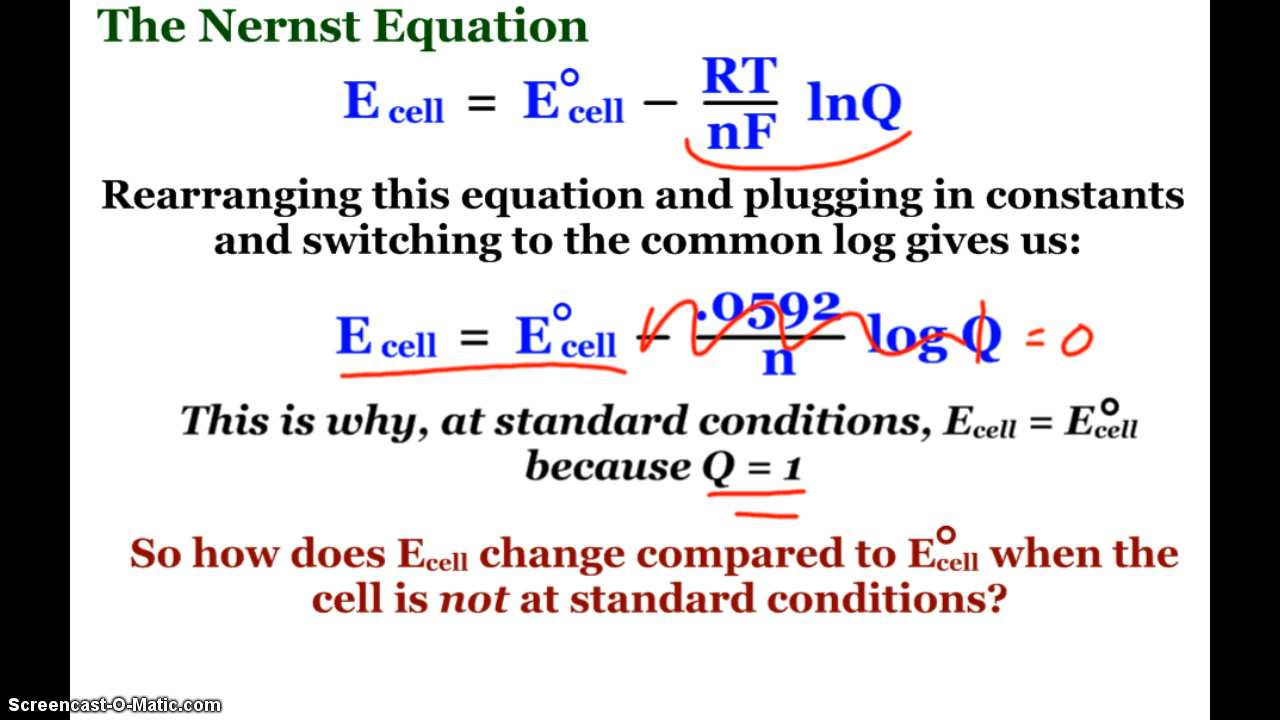 The Nernst Equation
E cell = E°cell − RT/nF lnQ
Rearranging this equation and plugging in constants
and switching to the common log gives us:
E cell = E°cell − .0592/n log Q = 0
This is why, at standard conditions, Ecell = E°cell
because Q = 1
So how does Ecell change compared to E°cell when the
cell is not at standard conditions?
Screencast-O-Matic.com